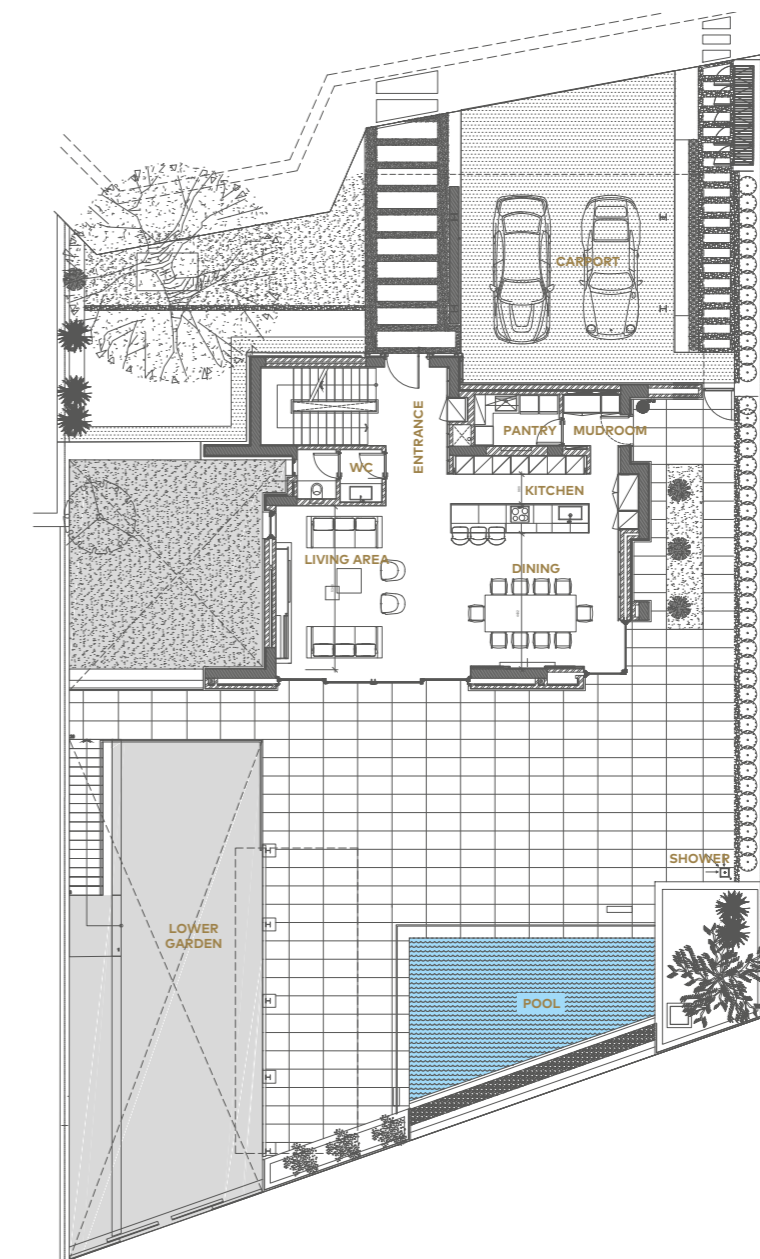 CARPORT
ENTRANCE
PANTRY
MUDROOM
WC
KITCHEN
LIVING AREA
DINING
SHOWER
LOWER
GARDEN
POOL